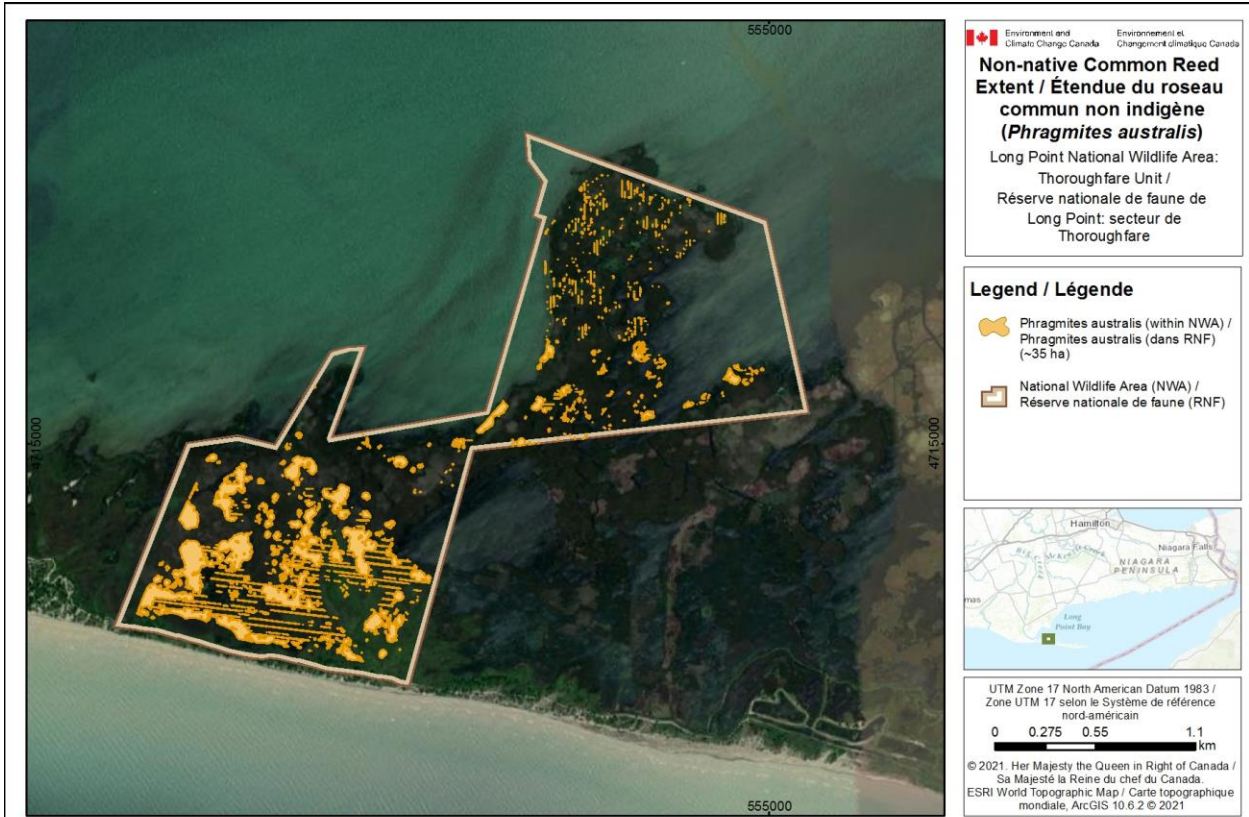 555000
4715000
4715000
555000
Environment and Environnement et
Climate Change Canada Changement climatique Canada
Non-native Common Reed
Extent / Étendue du roseau
commun non indigène
(Phragmites australis)
Long Point National Wildlife Area:
Thoroughfare Unit /
Réserve nationale de faune de
Long Point: secteur de
Thoroughfare
Legend / Légende
Phragmites australis (within NWA) /
Phragmites australis (dans RNF)
(~35 ha)
National Wildlife Area (NWA) /
Réserve nationale de faune (RNF)
Hamilton
Niagara Falls
NIAGARA
PENINSULA
mas
Long
Point Bay
UTM Zone 17 North American Datum 1983 /
Zone UTM 17 selon le Système de référence
nord-américain
0 0.275 0.55 1.1
km
© 2021. Her Majesty the Queen in Right of Canada /
Sa Majesté la Reine du chef du Canada.
ESRI World Topographic Map / Carte topographique
mondiale, ArcGIS 10.6.2 © 2021